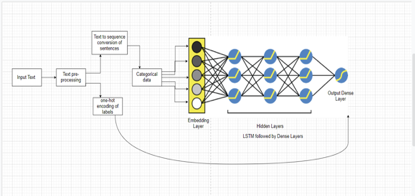 Input Text
Text pre-
processing
Text to sequence
conversion of
sentences
one-hot
encoding of
labels
Categorical
data
Embedding
Layer
Hidden Layers
LSTM followed by Dense Layers
Output Dense
Layer